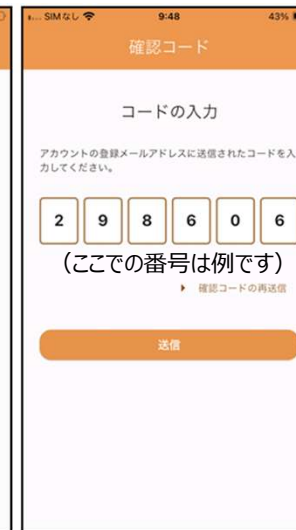 SIMなし 9:48 43%
確認コード
コードの入力
アカウントの登録メールアドレスに送信されたコードを入
力してください。
2 9 8 6 0 6
（ここでの番号は例です）
確認コードの再送信
送信